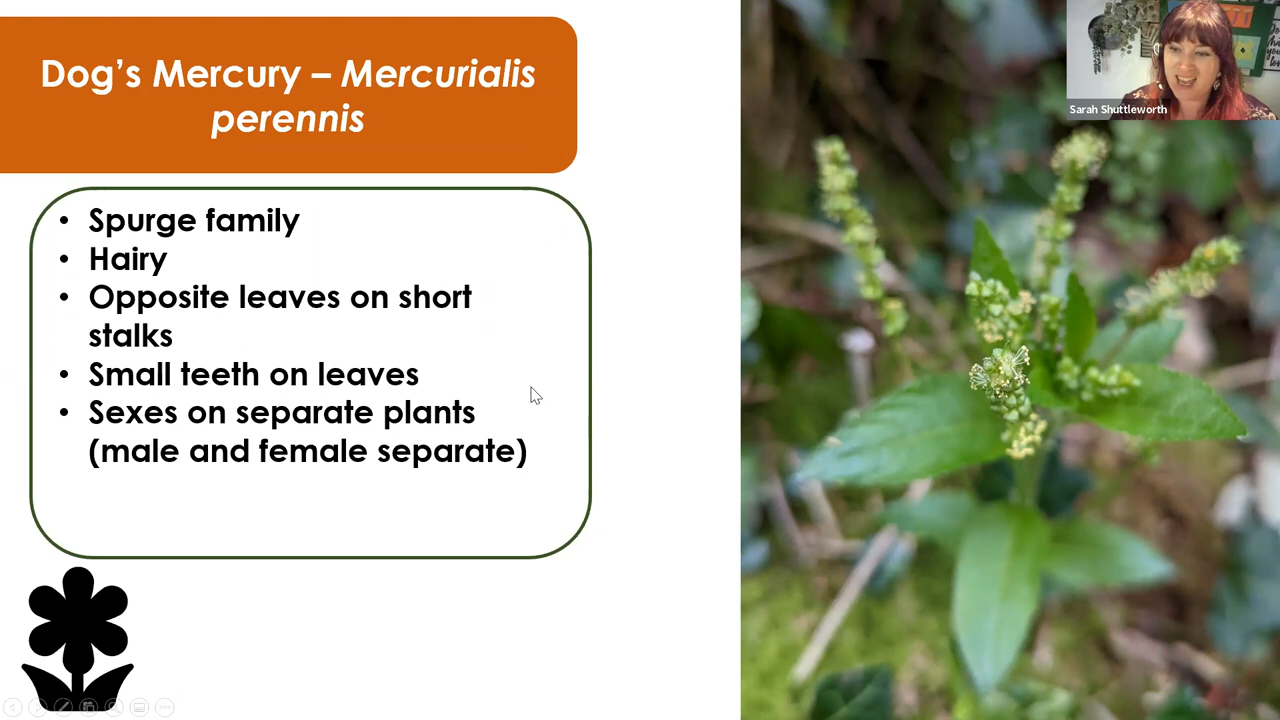 Dog's Mercury – Mercurialis
perennis
Sarah Shuttleworth
• Spurge family
• Hairy
• Opposite leaves on short
stalks
• Small teeth on leaves
• Sexes on separate plants
(male and female separate)